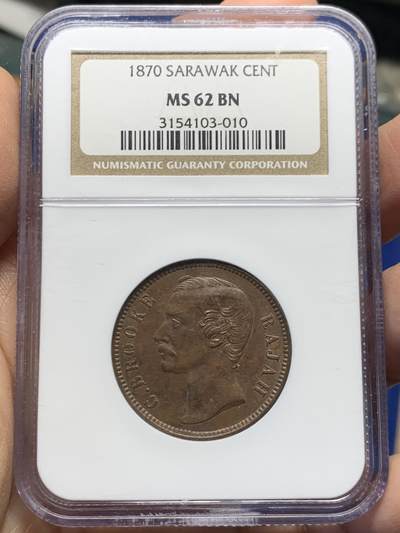 1870 SARAWAK CENT
MS 62 BN
3154103-010
NUMISMATIC GUARANTY CORPORATION
C. BROOKE RAJAH